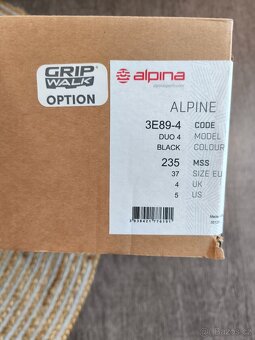 GRIP
WALK
OPTION
alpina
ALPINE
3E89-4 CODE
DUO 4 MODEL
BLACK COLOUR
235 MSS
37 SIZE EU
4 UK
5 US